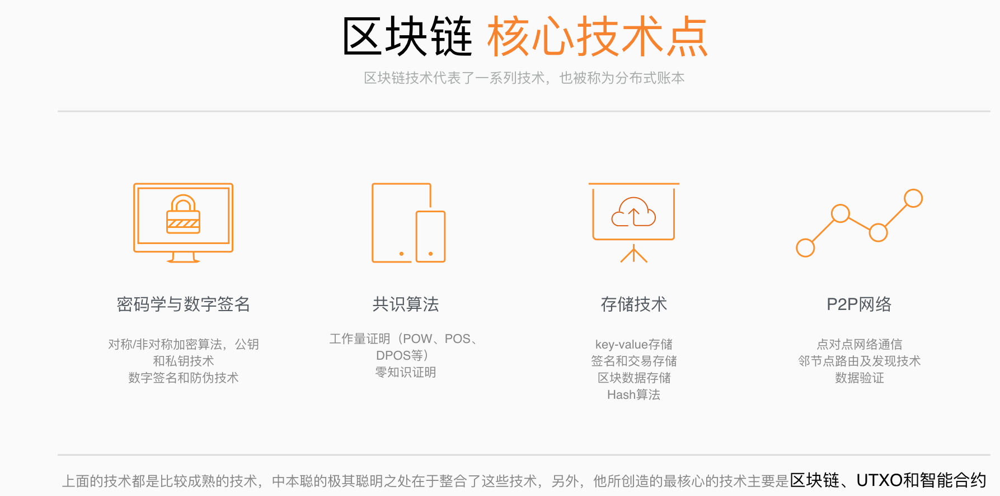 区块链 核心技术点
区块链技术代表了一系列技术，也被称为分布式账本
密码学与数字签名
对称/非对称加密算法，公钥
和私钥技术
数字签名和防伪技术
共识算法
工作量证明（POW、POS、
DPOS等）
零知识证明
存储技术
key-value存储
签名和交易存储
区块数据存储
Hash算法
P2P网络
点对点网络通信
邻节点路由及发现技术
数据验证
上面的技术都是比较成熟的技术，中本聪的极其聪明之处在于整合了这些技术，另外，他所创造的最核心的技术主要是区块链、UTXO和智能合约